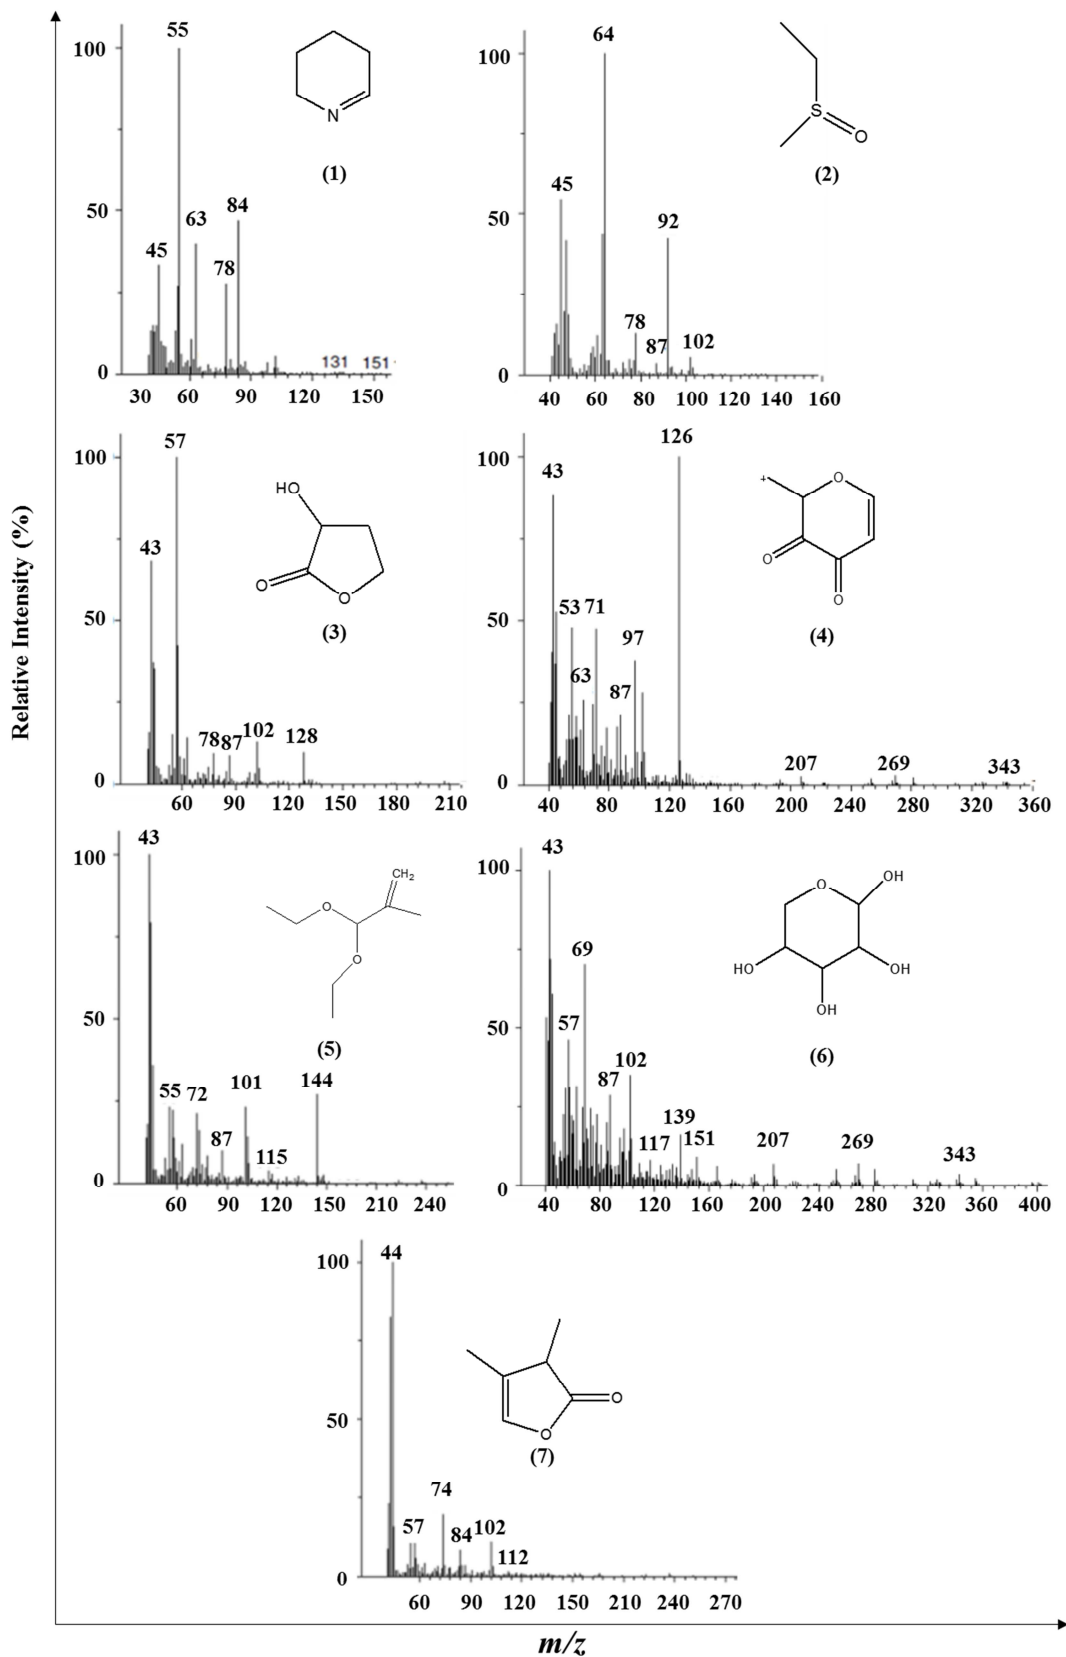 Relative Intensity (%)
100
50
0
55
84
63
45
78
131
151
30 60 90 120 150
N
(1)
100
50
0
64
45
92
78
87
102
40 60 80 100 120 140 160
S
O
(2)
100
50
0
57
43
78
87
102
128
60 90 120 150 180 210
HO
O
O
(3)
100
50
0
126
43
53
71
97
63
87
207
269
343
40 80 120 160 200 240 280 320 360
+
O
O
O
(4)
100
50
0
43
55
72
101
144
87
115
60 90 120 150 180 210 240
CH2
O
O
(5)
100
50
0
43
69
57
102
87
139
117
151
207
269
343
40 80 120 160 200 240 280 320 360 400
O
OH
HO
OH
OH
(6)
100
50
0
44
74
57
84
102
112
60 90 120 150 210 240 270
O
O
(7)
m/z